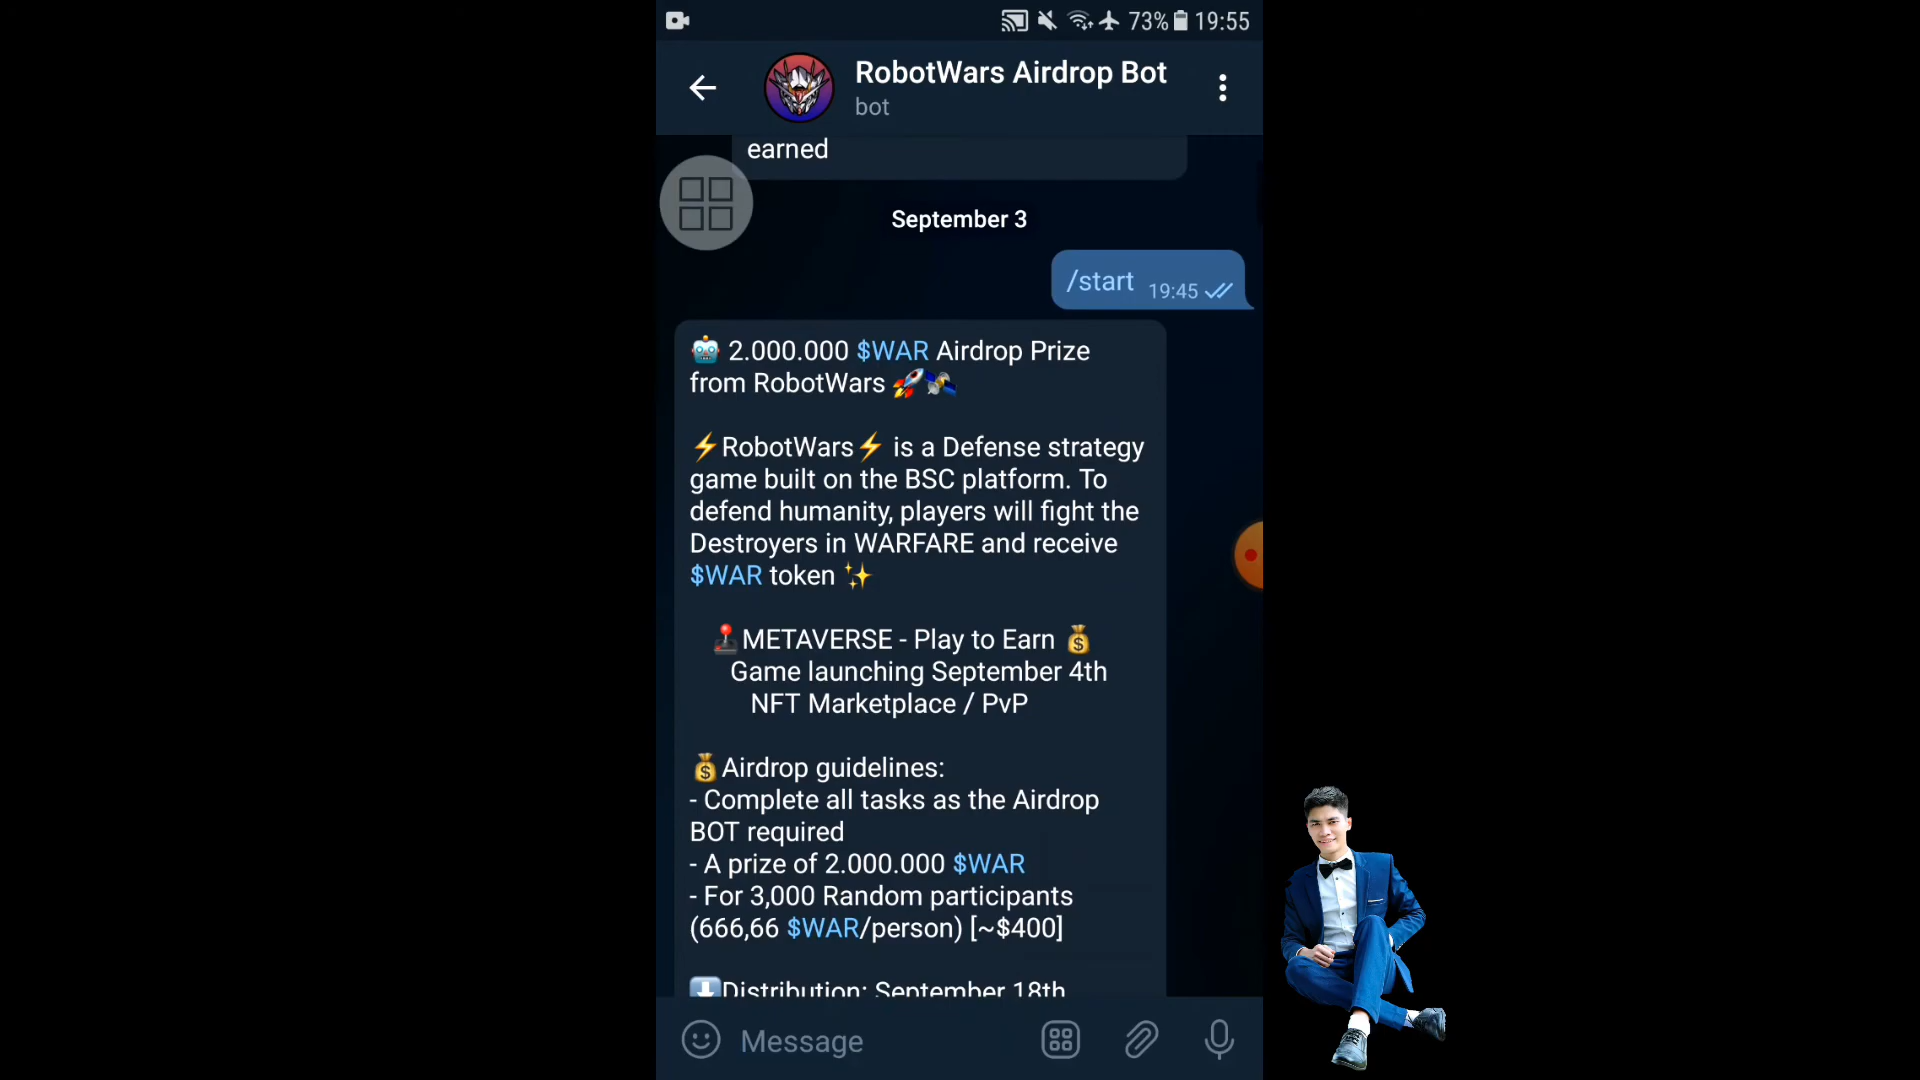 73% 19:55
RobotWars Airdrop Bot
bot
earned
September 3
/start 19:45
2.000.000 $WAR Airdrop Prize
from RobotWars
RobotWars is a Defense strategy
game built on the BSC platform. To
defend humanity, players will fight the
Destroyers in WARFARE and receive
$WAR token
METAVERSE - Play to Earn
Game launching September 4th
NFT Marketplace / PvP
Airdrop guidelines:
- Complete all tasks as the Airdrop
BOT required
- A prize of 2.000.000 $WAR
- For 3,000 Random participants
(666,66 $WAR/person) [~$400]
Distribution: September 18th
Message